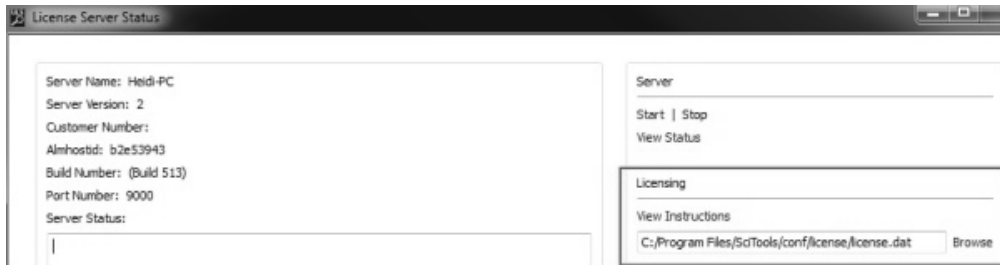 License Server Status
Server Name: Heidi-PC
Server Version: 2
Customer Number:
Almhostid: b2e53943
Build Number: (Build 513)
Port Number: 9000
Server Status:
Server
Start | Stop
View Status
Licensing
View Instructions
C:/Program Files/SciTools/conf/license/license.dat Browse